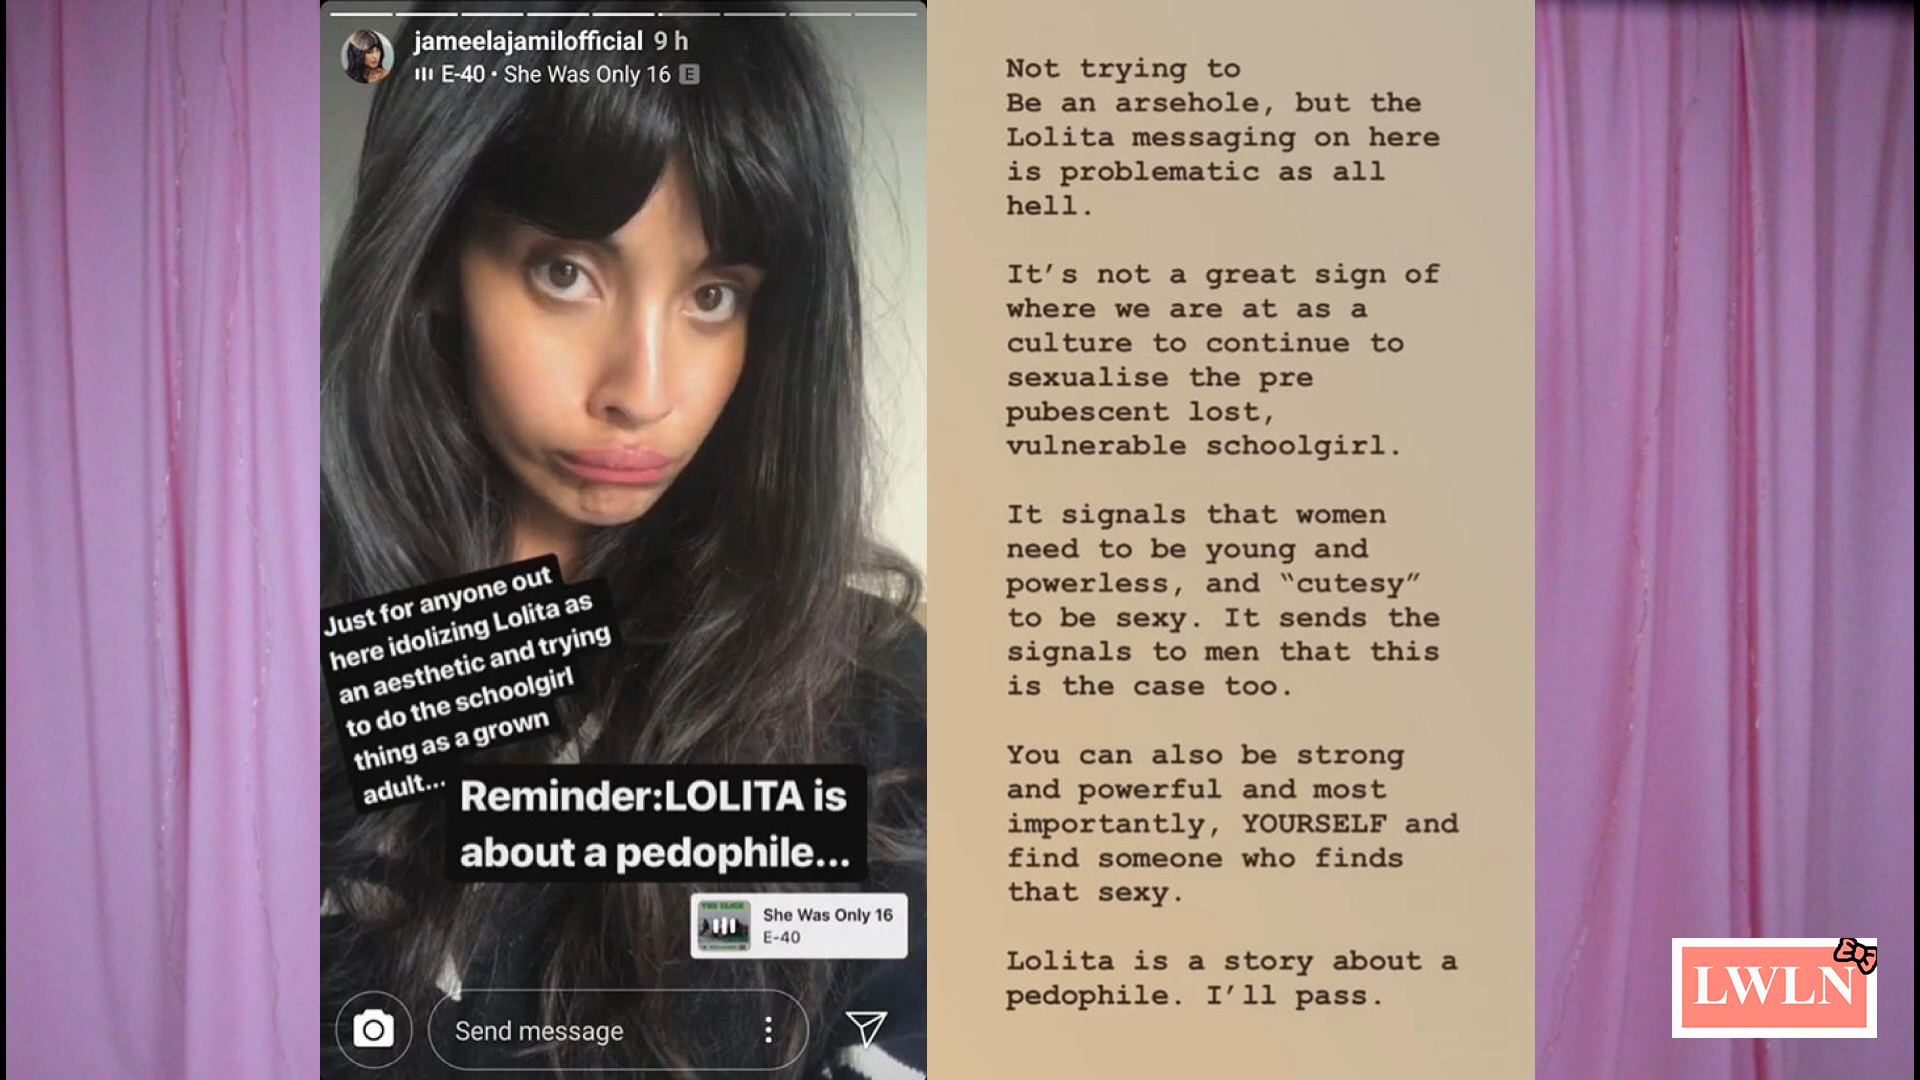 jameelajamilofficial 9 h
E-40 • She Was Only 16 E
Just for anyone out
here idolizing Lolita as
an aesthetic and trying
to do the schoolgirl
thing as a grown
adult...
Reminder:LOLITA is
about a pedophile...
THE CLICK
She Was Only 16
E-40
Send message
Not trying to
Be an arsehole, but the
Lolita messaging on here
is problematic as all
hell.
It's not a great sign of
where we are at as a
culture to continue to
sexualise the pre
pubescent lost,
vulnerable schoolgirl.
It signals that women
need to be young and
powerless, and “cutesy”
to be sexy. It sends the
signals to men that this
is the case too.
You can also be strong
and powerful and most
importantly, YOURSELF and
find someone who finds
that sexy.
Lolita is a story about a
pedophile. I'll pass.
LWLN